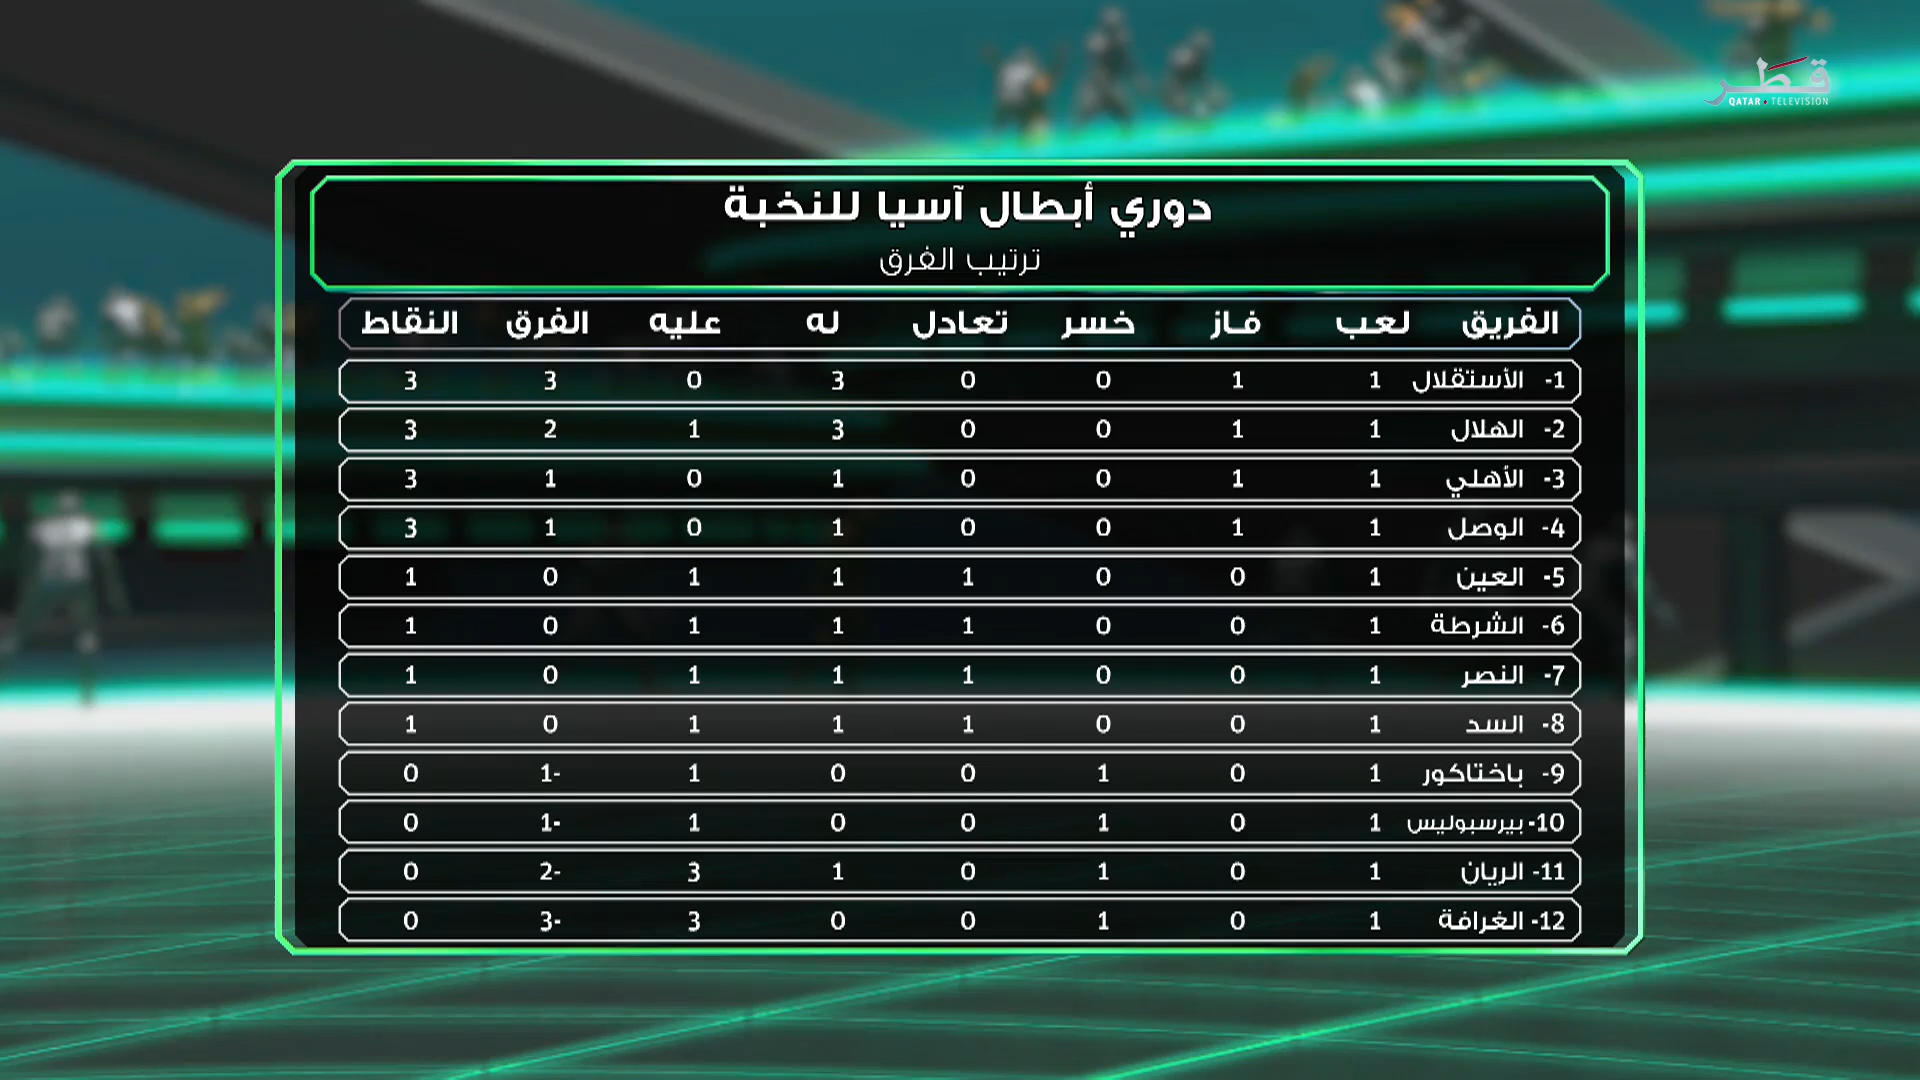 قطر
QATAR TELEVISION
دوري أبطال آسيا للنخبة
ترتيب الفرق
الفريق لعب فـاز خسر تعادل له عليه الفرق النقاط
1- الأستقلال 1 1 0 0 3 0 3 3
2- الهلال 1 1 0 0 3 1 2 3
3- الأهلي 1 1 0 0 1 0 1 3
4- الوصل 1 1 0 0 1 0 1 3
5- العين 1 0 0 1 1 1 0 1
6- الشرطة 1 0 0 1 1 1 0 1
7- النصر 1 0 0 1 1 1 0 1
8- السد 1 0 0 1 1 1 0 1
9- باختاكور 1 0 1 0 0 1 1- 0
10- بيرسبوليس 1 0 1 0 0 1 1- 0
11- الريان 1 0 1 0 1 3 2- 0
12- الغرافة 1 0 1 0 0 3 3- 0